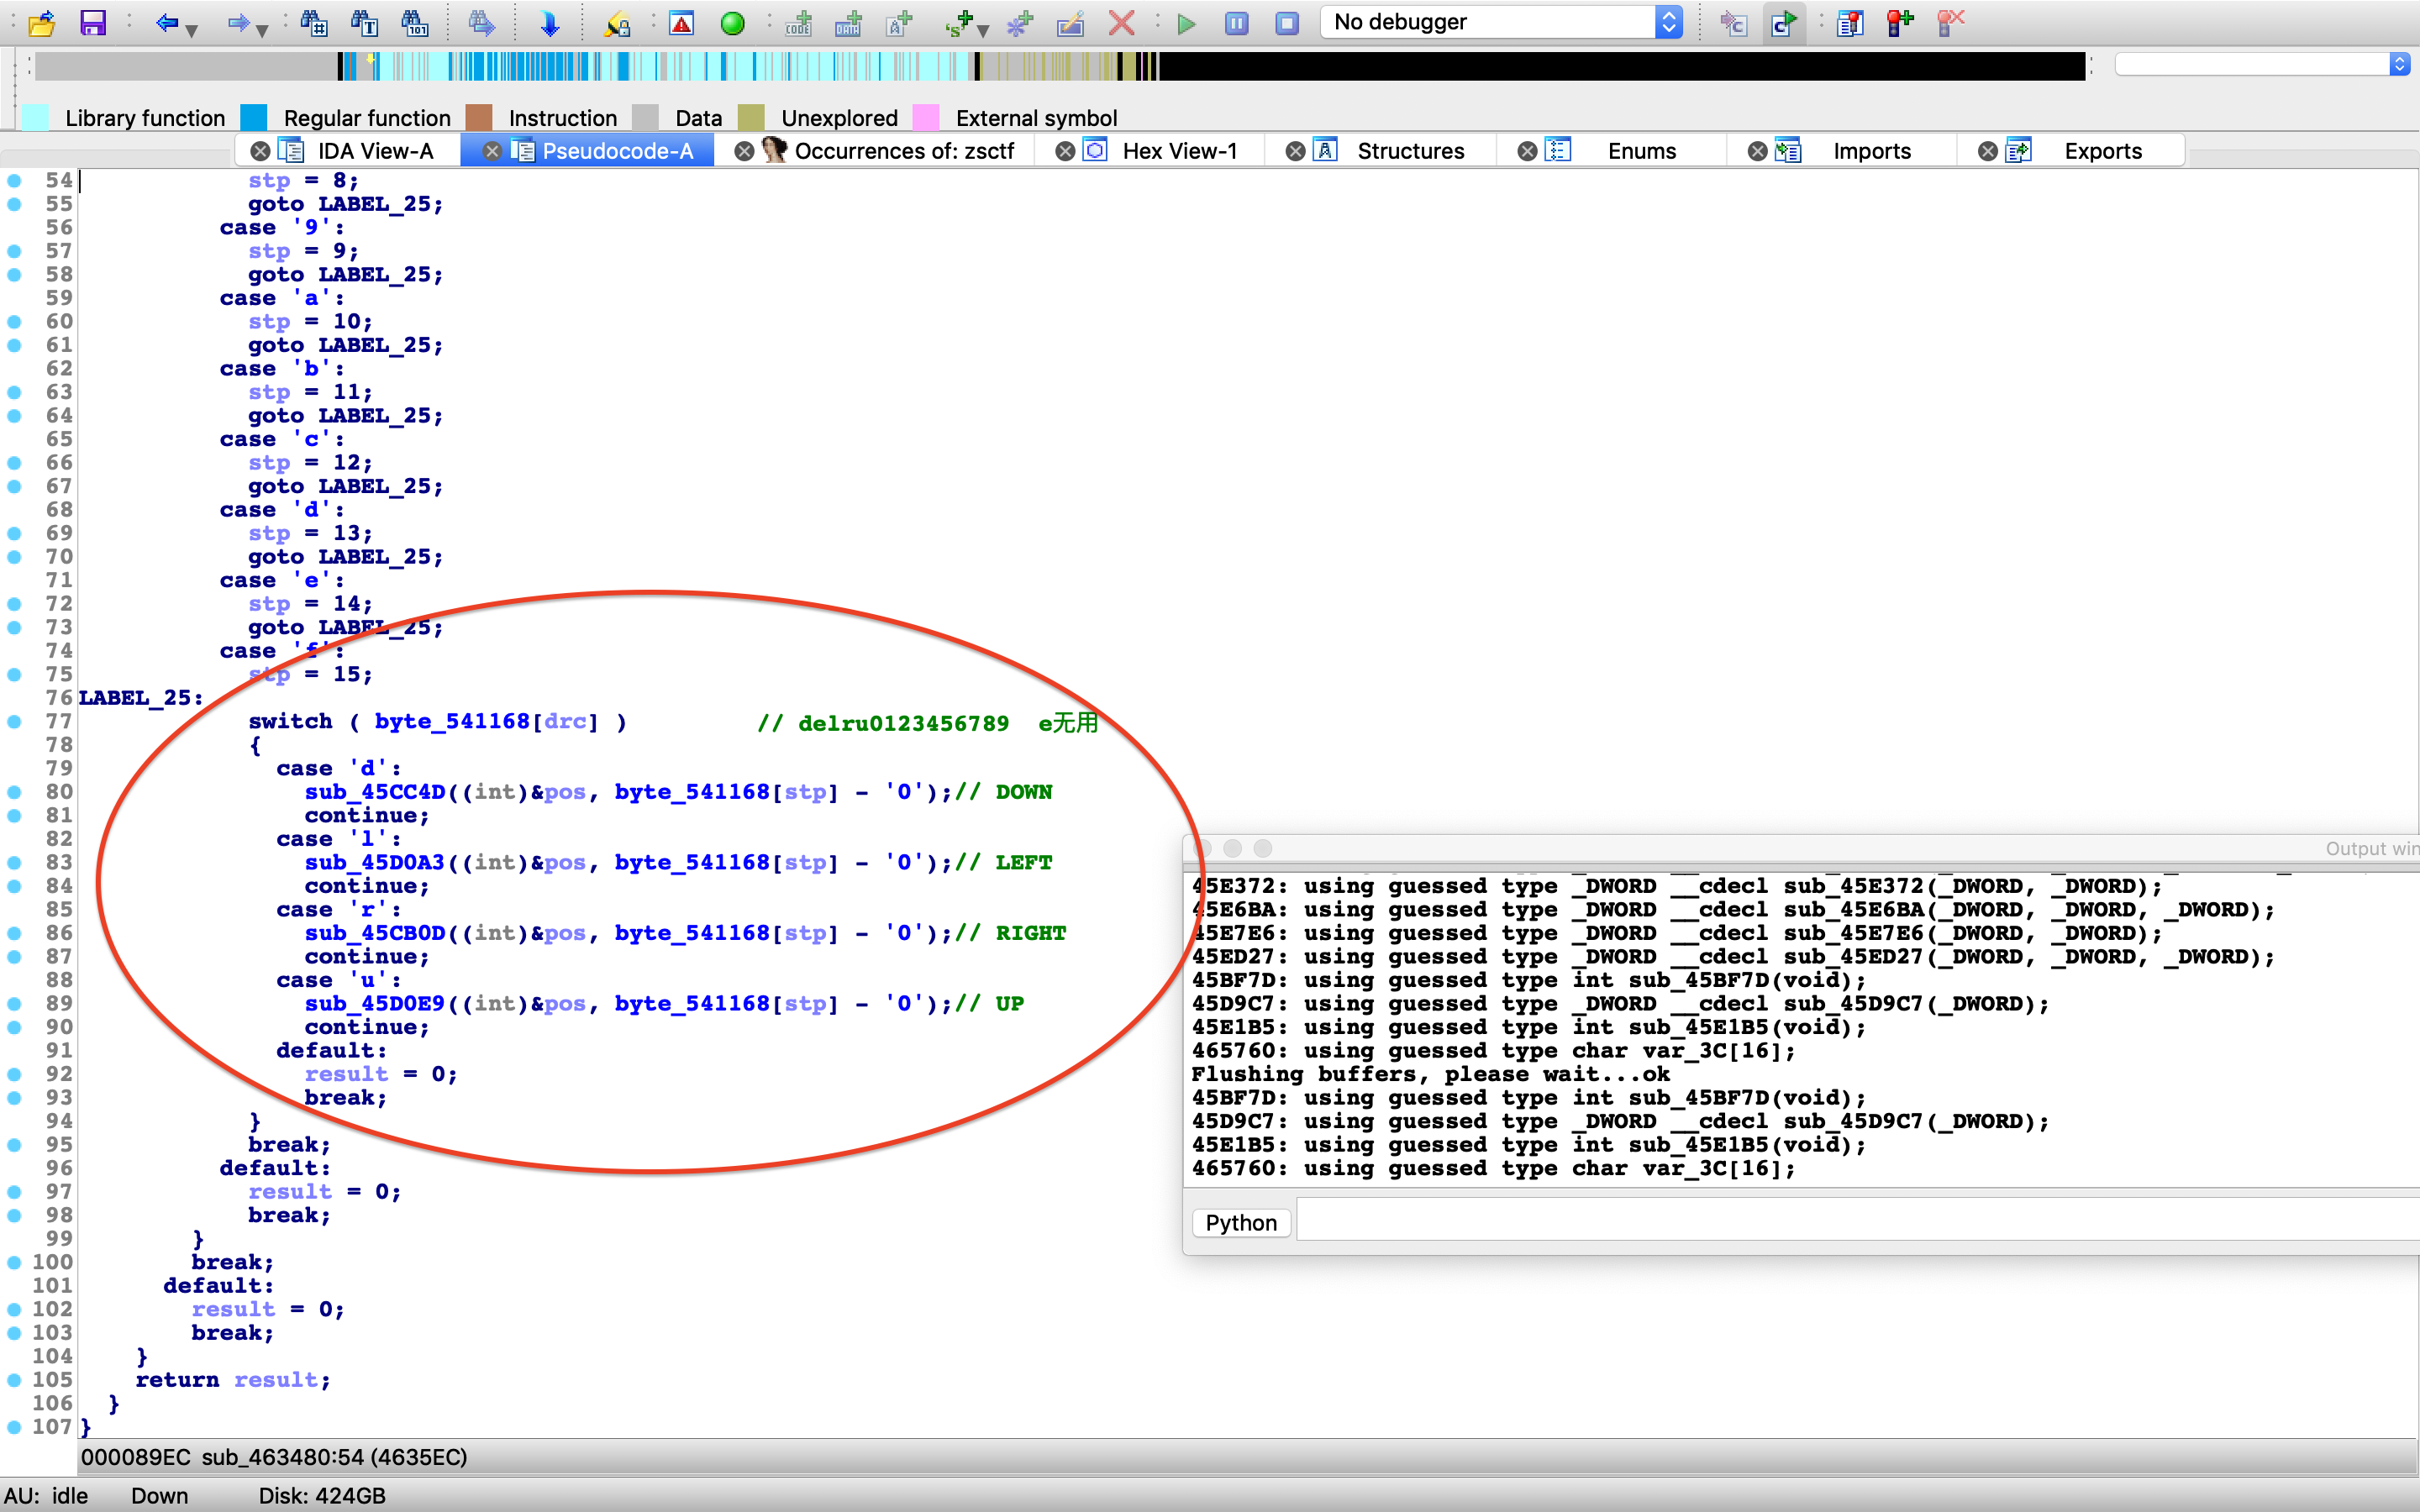 No debugger
Library function Regular function Instruction Data Unexplored External symbol
IDA View-A Pseudocode-A Occurrences of: zsctf Hex View-1 Structures Enums Imports Exports
54 stp = 8;
55 goto LABEL_25;
56 case '9':
57 stp = 9;
58 goto LABEL_25;
59 case 'a':
60 stp = 10;
61 goto LABEL_25;
62 case 'b':
63 stp = 11;
64 goto LABEL_25;
65 case 'c':
66 stp = 12;
67 goto LABEL_25;
68 case 'd':
69 stp = 13;
70 goto LABEL_25;
71 case 'e':
72 stp = 14;
73 goto LABEL_25;
74 case 'f':
75 stp = 15;
76 LABEL_25:
77 switch ( byte_541168[drc] ) // delru0123456789 e无用
78 {
79 case 'd':
80 sub_45CC4D((int)&pos, byte_541168[stp] - '0');// DOWN
81 continue;
82 case 'l':
83 sub_45D0A3((int)&pos, byte_541168[stp] - '0');// LEFT
84 continue;
85 case 'r':
86 sub_45CB0D((int)&pos, byte_541168[stp] - '0');// RIGHT
87 continue;
88 case 'u':
89 sub_45D0E9((int)&pos, byte_541168[stp] - '0');// UP
90 continue;
91 default:
92 result = 0;
93 break;
94 }
95 break;
96 default:
97 result = 0;
98 break;
99 }
100 break;
101 default:
102 result = 0;
103 break;
104 }
105 return result;
106 }
107 }
Output win
45E372: using guessed type _DWORD __cdecl sub_45E372(_DWORD, _DWORD);
45E6BA: using guessed type _DWORD __cdecl sub_45E6BA(_DWORD, _DWORD, _DWORD);
45E7E6: using guessed type _DWORD __cdecl sub_45E7E6(_DWORD, _DWORD);
45ED27: using guessed type _DWORD __cdecl sub_45ED27(_DWORD, _DWORD, _DWORD);
45BF7D: using guessed type int sub_45BF7D(void);
45D9C7: using guessed type _DWORD __cdecl sub_45D9C7(_DWORD);
45E1B5: using guessed type int sub_45E1B5(void);
465760: using guessed type char var_3C[16];
Flushing buffers, please wait...ok
45BF7D: using guessed type int sub_45BF7D(void);
45D9C7: using guessed type _DWORD __cdecl sub_45D9C7(_DWORD);
45E1B5: using guessed type int sub_45E1B5(void);
465760: using guessed type char var_3C[16];
Python
000089EC sub_463480:54 (4635EC)
AU: idle Down Disk: 424GB